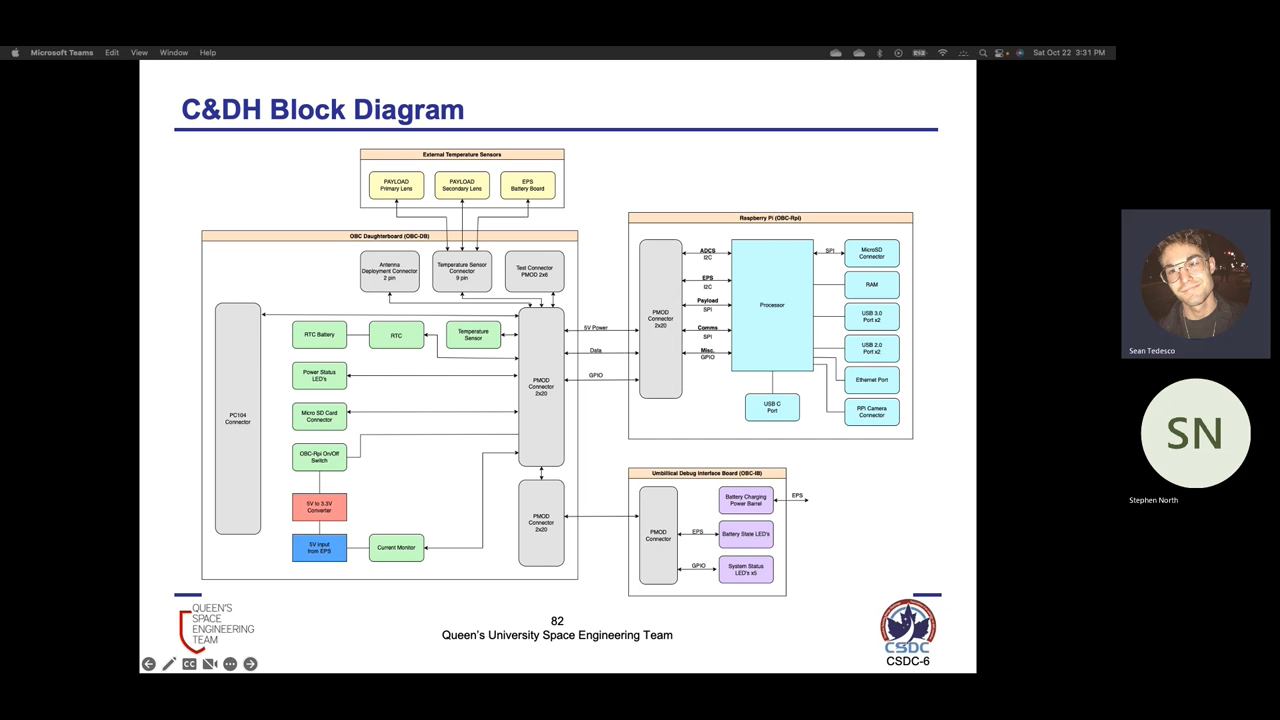 Microsoft Teams Edit View Window Help Sat Oct 22 3:31 PM
C&DH Block Diagram
External Temperature Sensors
PAYLOAD
Primary Lens
PAYLOAD
Secondary Lens
EPS
Battery Board
OBC Daughterboard (OBC-DB)
Antenna
Deployment Connector
2 pin
Temperature Sensor
Connector
9 pin
Test Connector
PMOD 2x6
PC104
Connector
RTC Battery
RTC
Temperature
Sensor
Power Status
LED's
Micro SD Card
Connector
OBC-Rpi On/Off
Switch
5V to 3.3V
Converter
5V input
from EPS
Current Monitor
PMOD
Connector
2x20
PMOD
Connector
2x20
5V Power
Data
GPIO
Raspberry Pi (OBC-Rpi)
PMOD
Connector
2x20
ADCS
I2C
EPS
I2C
Payload
SPI
Comms
SPI
Misc.
GPIO
Processor
SPI
MicroSD
Connector
RAM
USB 3.0
Port x2
USB 2.0
Port x2
Ethernet Port
RPi Camera
Connector
USB C
Port
Umbilical Debug Interface Board (OBC-IB)
PMOD
Connector
EPS
GPIO
Battery Charging
Power Barrel
EPS
Battery State LED's
System Status
LED's x5
QUEEN'S
SPACE
ENGINEERING
TEAM
82
Queen's University Space Engineering Team
CSDC
CSDC-6
CC
Sean Tedesco
SN
Stephen North